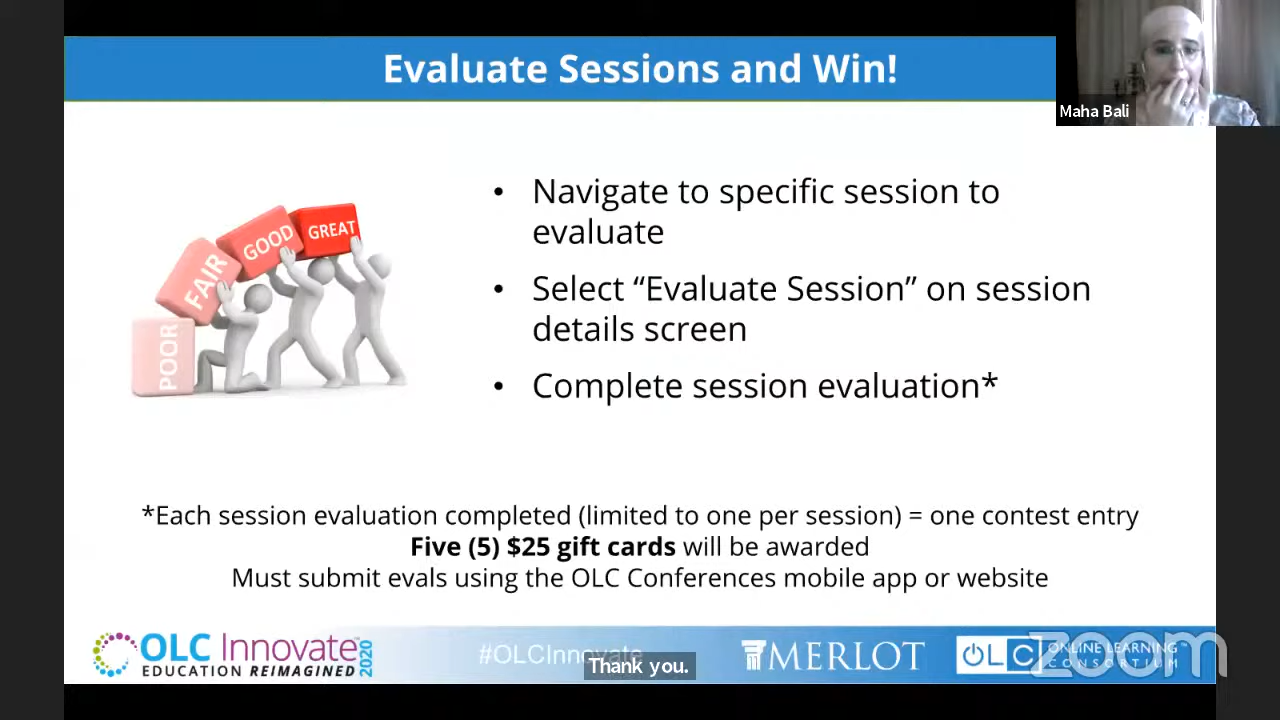 Evaluate Sessions and Win!
Maha Bali
• Navigate to specific session to
evaluate
• Select “Evaluate Session” on session
details screen
• Complete session evaluation*
POOR
FAIR
GOOD
GREAT
*Each session evaluation completed (limited to one per session) = one contest entry
Five (5) $25 gift cards will be awarded
Must submit evals using the OLC Conferences mobile app or website
OLC Innovate 2020
EDUCATION REIMAGINED
#OLCInnovate
Thank you.
MERLOT
OLC ONLINE LEARNING
CONSORTIUM
zoom